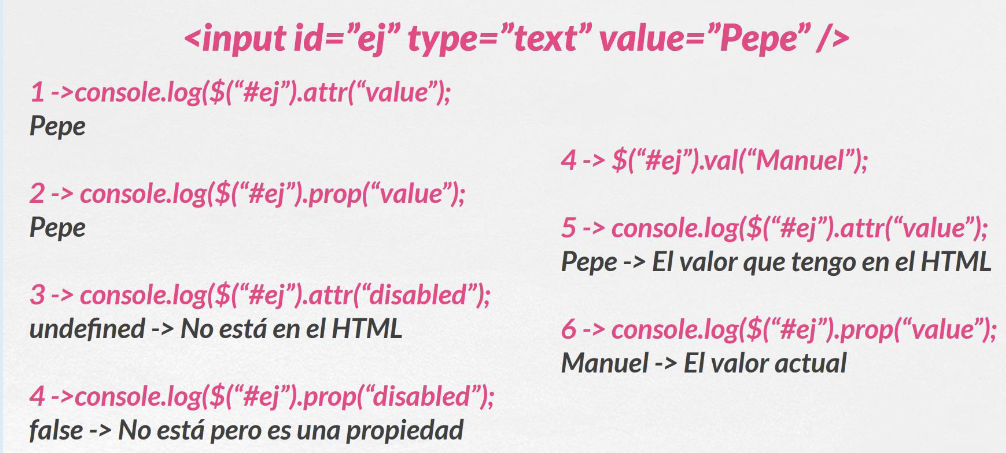 <input id=”ej” type=”text” value=”Pepe” />
1 ->console.log($(“#ej”).attr(“value”);
Pepe
2 -> console.log($(“#ej”).prop(“value”);
Pepe
3 -> console.log($(“#ej”).attr(“disabled”);
undefined -> No está en el HTML
4 ->console.log($(“#ej”).prop(“disabled”);
false -> No está pero es una propiedad
4 -> $(“#ej”).val(“Manuel”);
5 -> console.log($(“#ej”).attr(“value”);
Pepe -> El valor que tengo en el HTML
6 -> console.log($(“#ej”).prop(“value”);
Manuel -> El valor actual